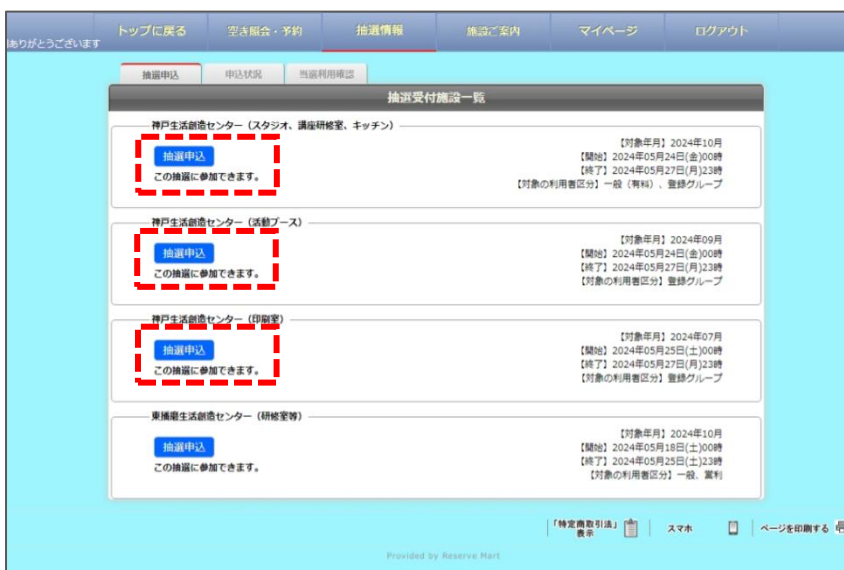 ありがとうございます
トップに戻る
空き照会・予約
抽選情報
施設ご案内
マイページ
ログアウト
抽選申込
申込状況
当選利用確認
抽選受付施設一覧
神戸生活創造センター（スタジオ、講座研修室、キッチン）
抽選申込
この抽選に参加できます。
【対象年月】2024年10月
【開始】2024年05月24日(金)00時
【終了】2024年05月27日(月)23時
【対象の利用者区分】一般（有料）、登録グループ
神戸生活創造センター（活動ブース）
抽選申込
この抽選に参加できます。
【対象年月】2024年09月
【開始】2024年05月24日(金)00時
【終了】2024年05月27日(月)23時
【対象の利用者区分】登録グループ
神戸生活創造センター（印刷室）
抽選申込
この抽選に参加できます。
【対象年月】2024年07月
【開始】2024年05月25日(土)00時
【終了】2024年05月27日(月)23時
【対象の利用者区分】登録グループ
東播磨生活創造センター（研修室等）
抽選申込
この抽選に参加できます。
【対象年月】2024年10月
【開始】2024年05月18日(土)00時
【終了】2024年05月25日(土)23時
【対象の利用者区分】一般、営利
「特定商取引法」
表示
スマホ
ページを印刷する
Provided by Reserve Mart